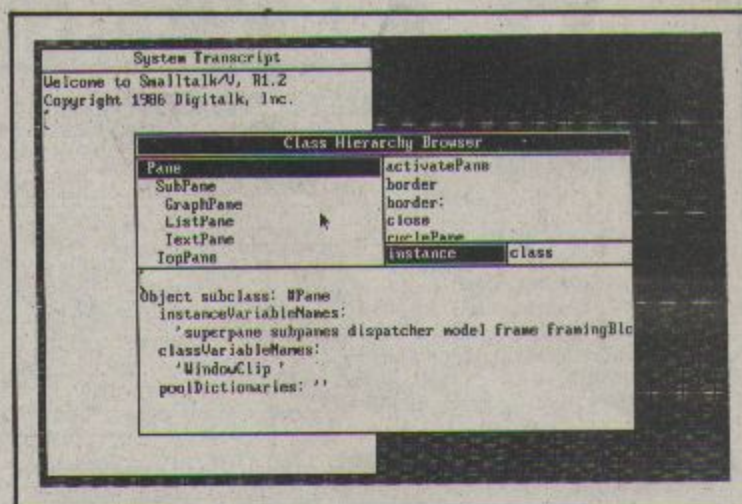 System Transcript
Welcome to Smalltalk/V, R1.2
Copyright 1986 Digitalk, Inc.
Class Hierarchy Browser
Pane
SubPane
GraphPane
ListPane
TextPane
TopPane
activatePane
border
border:
close
cyclePane
instance
class
Object subclass: #Pane
instanceVariableNames:
'superpane subpanes dispatcher model frame framingBlc
classVariableNames:
'WindowClip '
poolDictionaries: ''